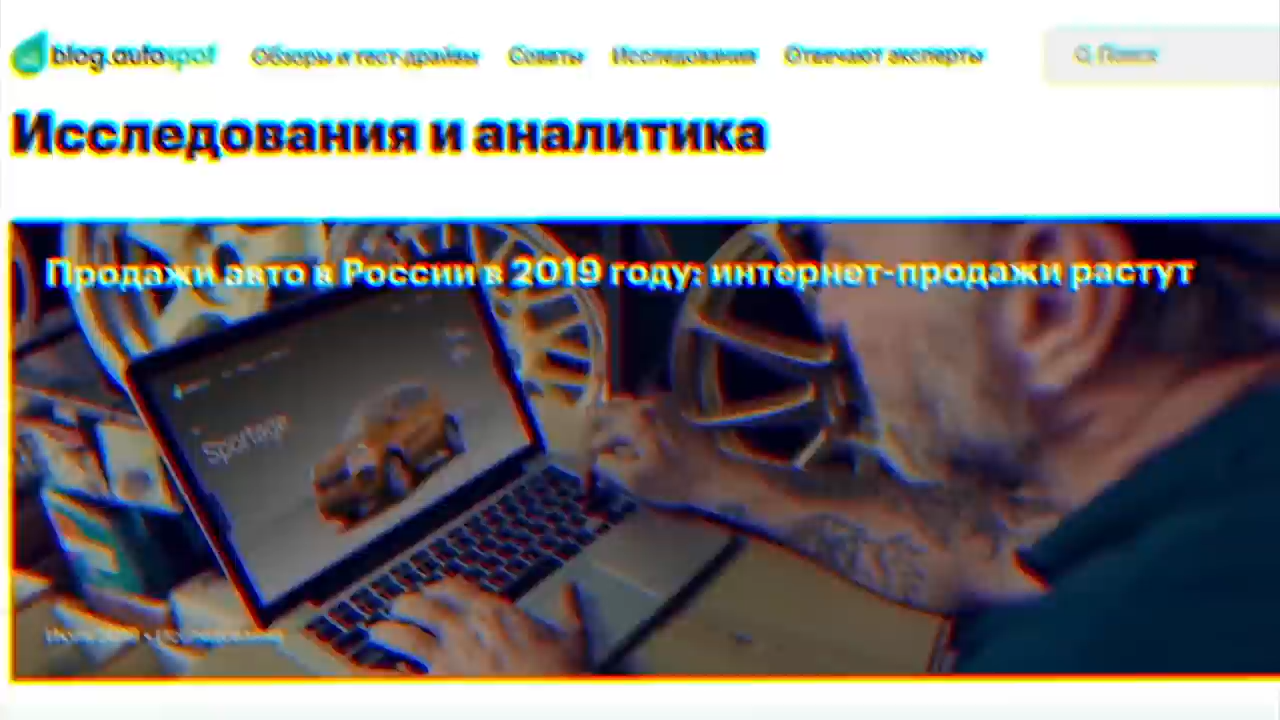 blog.autospot Обзоры и тест-драйвы Советы Исследования Отвечают эксперты Поиск
Исследования и аналитика
Продажи авто в России в 2019 году: интернет-продажи растут
Sportage